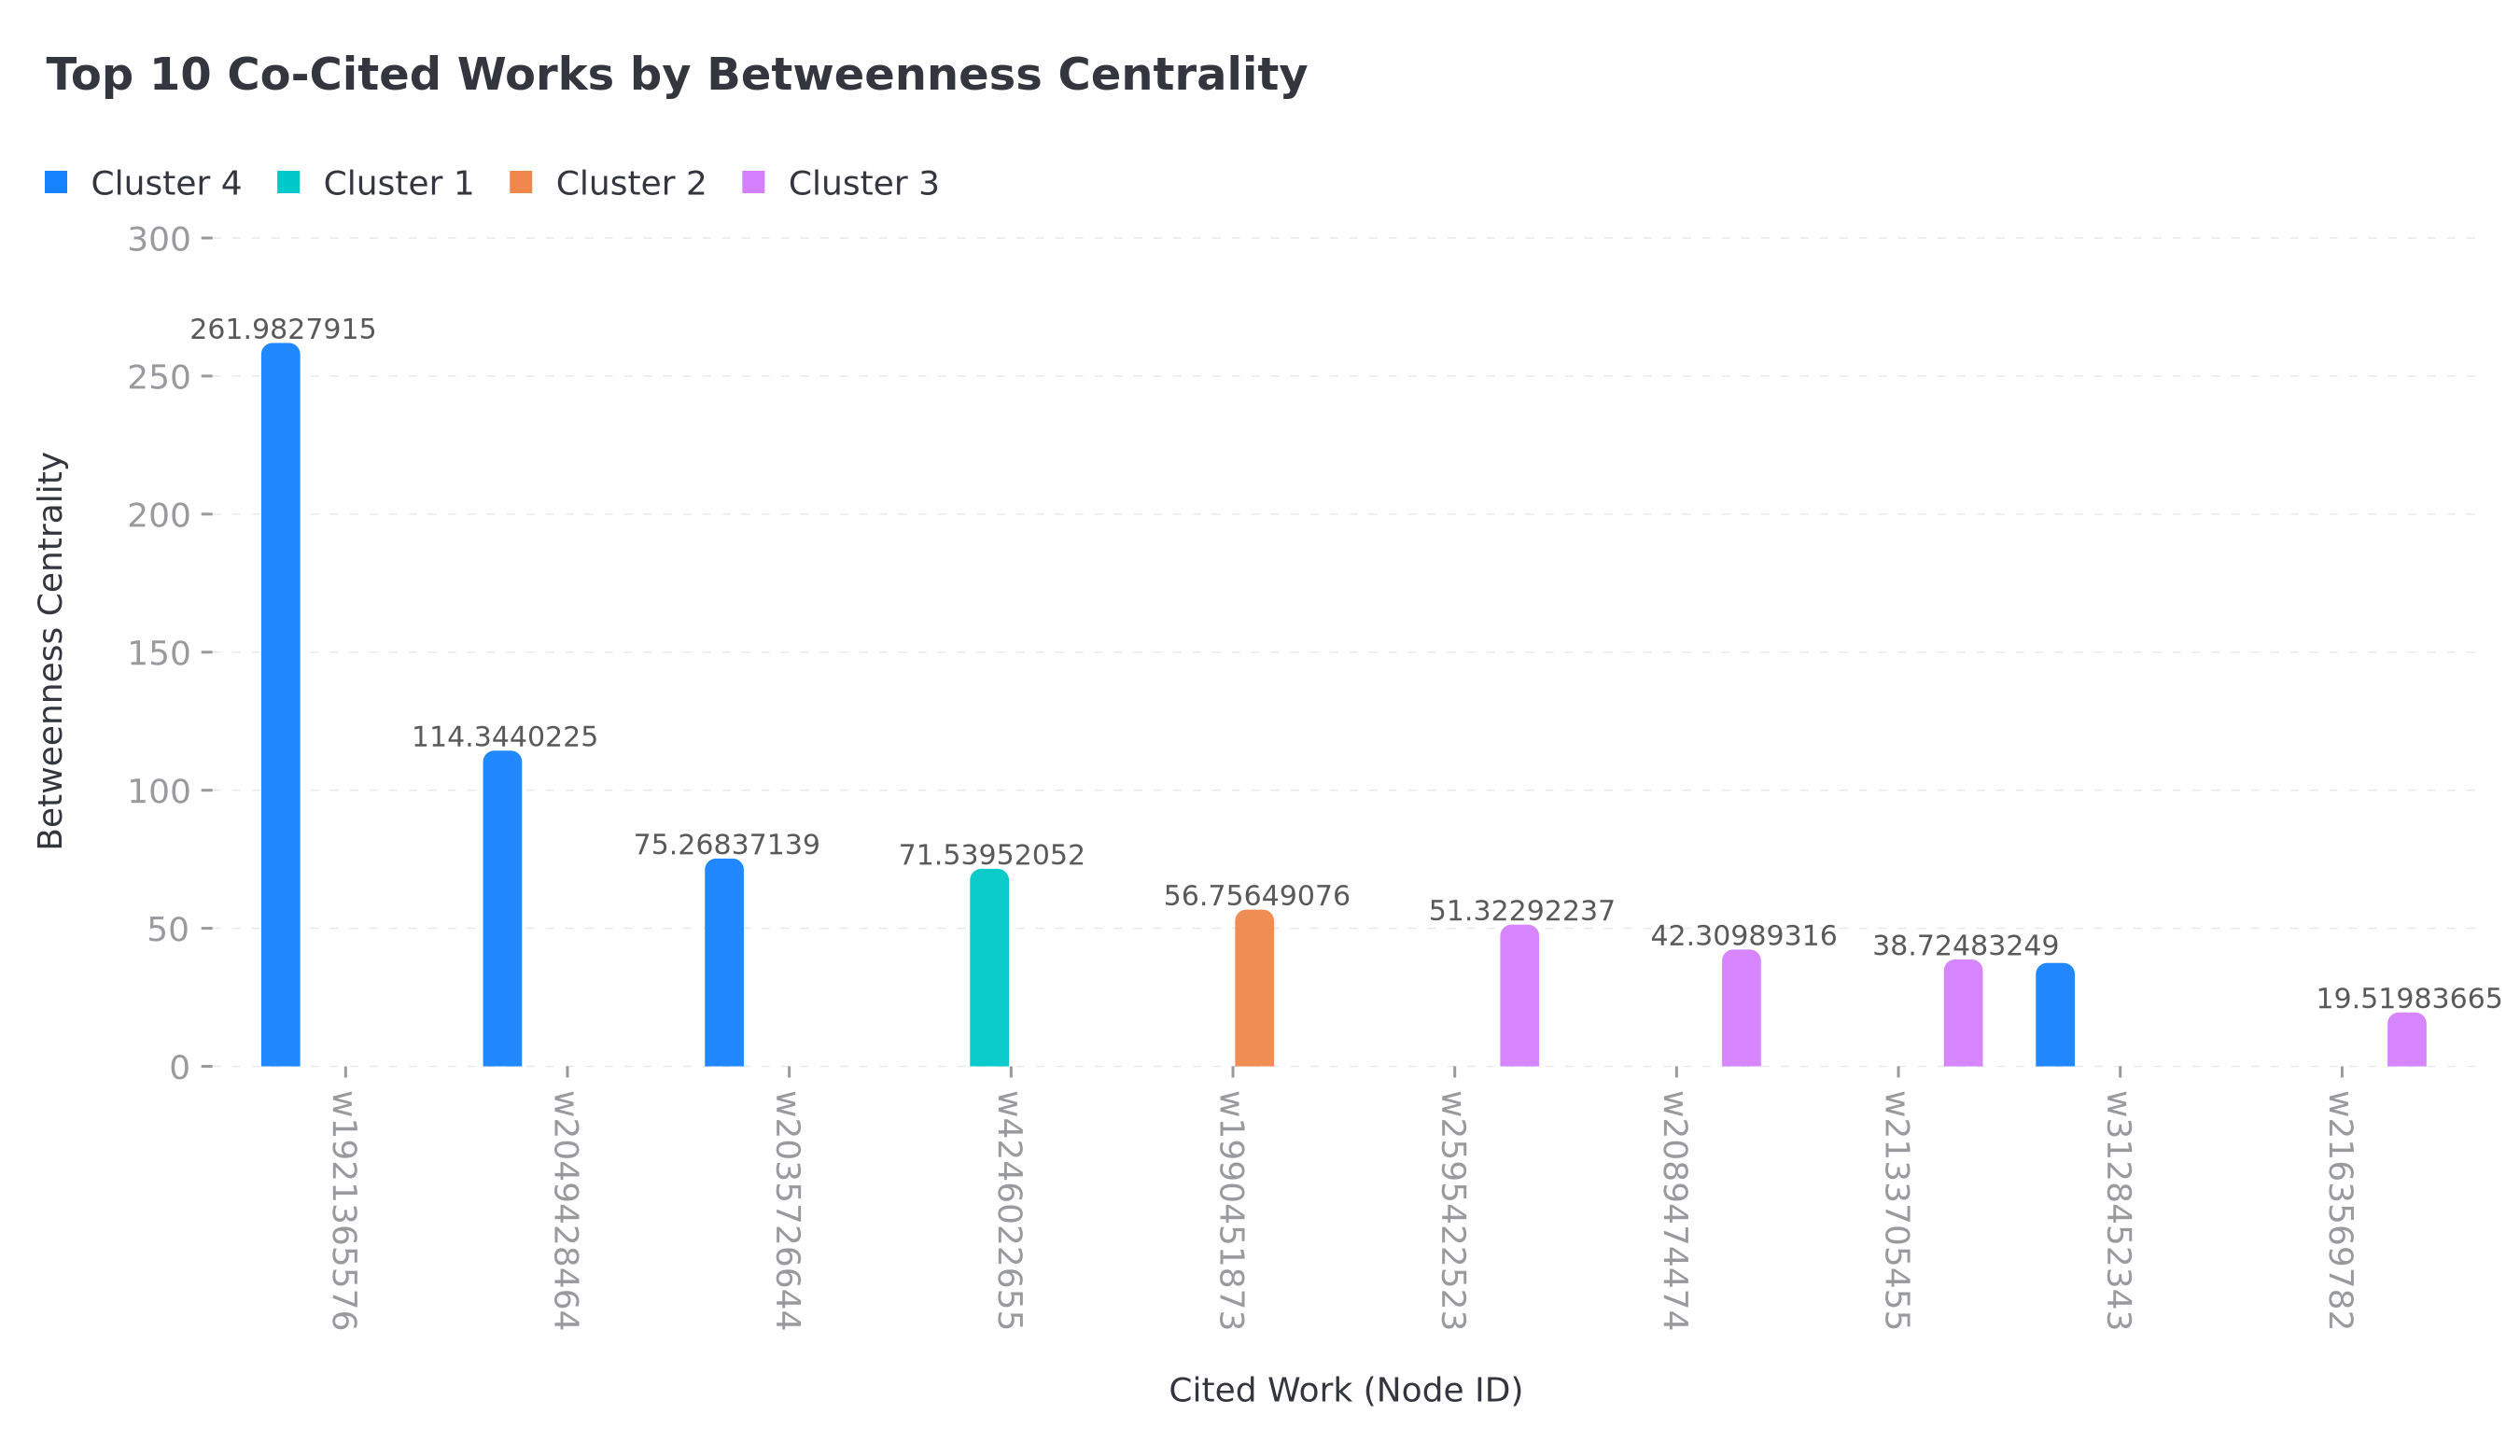 Top 10 Co-Cited Works by Betweenness Centrality
Cluster 4 Cluster 1 Cluster 2 Cluster 3
Betweenness Centrality
300
250
200
150
100
50
0
261.9827915
114.3440225
75.26837139
71.53952052
56.75649076
51.32292237
42.30989316
38.72483249
19.51983665
W1921365576
W2049428464
W2035726644
W4246022655
W1990451873
W2595422523
W2089474474
W2133705455
W3128452343
W2163569782
Cited Work (Node ID)